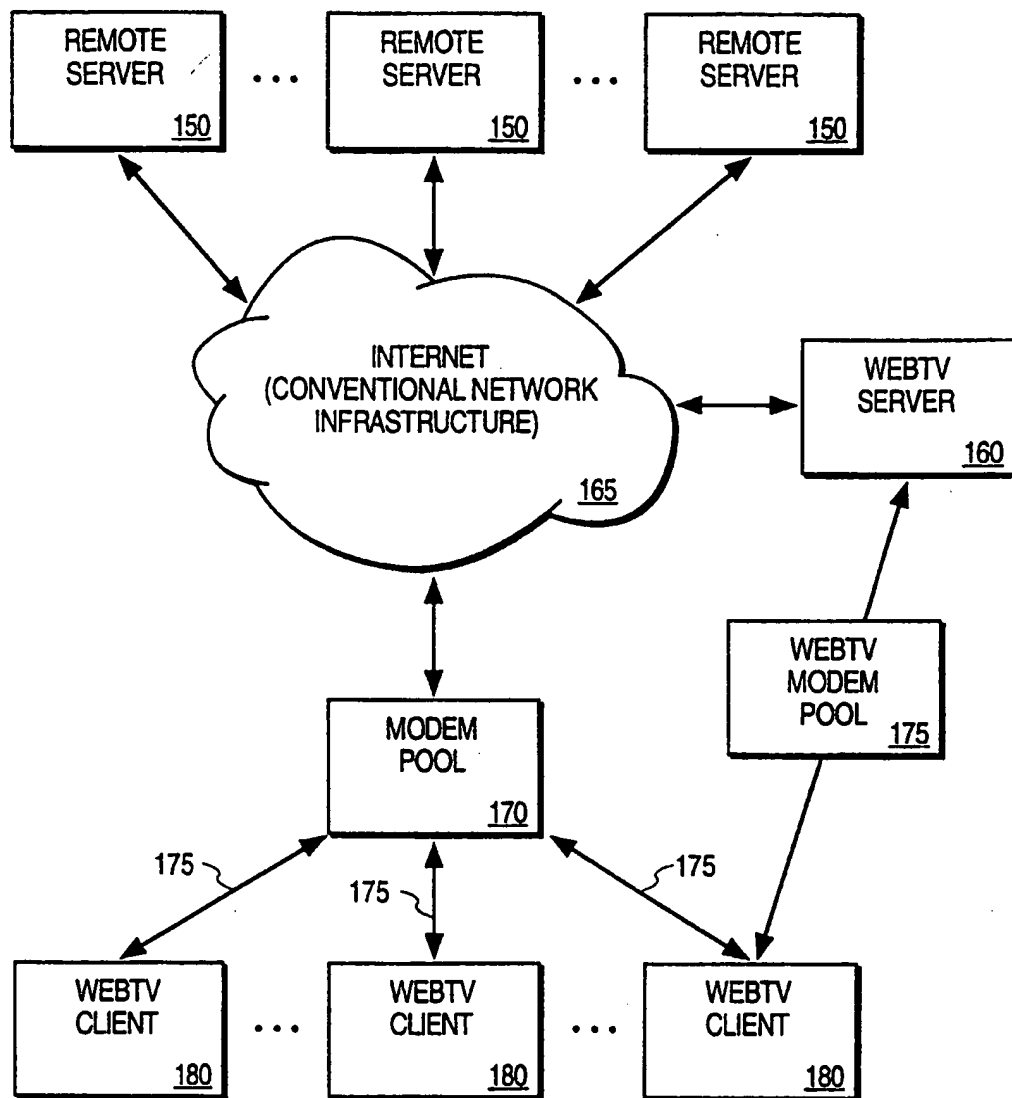 REMOTE
SERVER
150
...
REMOTE
SERVER
150
...
REMOTE
SERVER
150
INTERNET
(CONVENTIONAL NETWORK
INFRASTRUCTURE)
165
WEBTV
SERVER
160
WEBTV
MODEM
POOL
175
MODEM
POOL
170
175
175
175
WEBTV
CLIENT
180
...
WEBTV
CLIENT
180
...
WEBTV
CLIENT
180